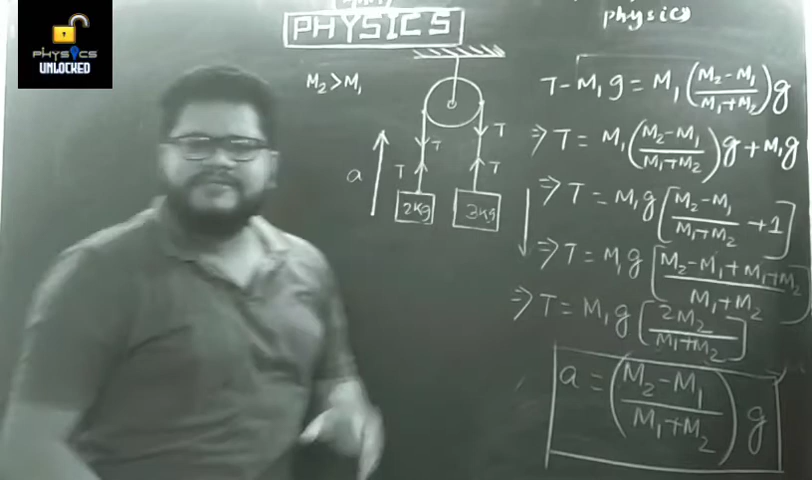 PHYSICS
UNLOCKED
PHYSICS
physics
M₂>M₁
a
T
T
T
T
2kg
3kg
T-M₁g = M₁(M₂-M₁/M₁+M₂)g
⇒ T = M₁(M₂-M₁/M₁+M₂)g + M₁g
⇒ T = M₁g[M₂-M₁/M₁+M₂ + 1]
⇒ T = M₁g[M₂-M₁+M₁+M₂/M₁+M₂]
⇒ T = M₁g[2M₂/M₁+M₂]
a = (M₂-M₁/M₁+M₂)g